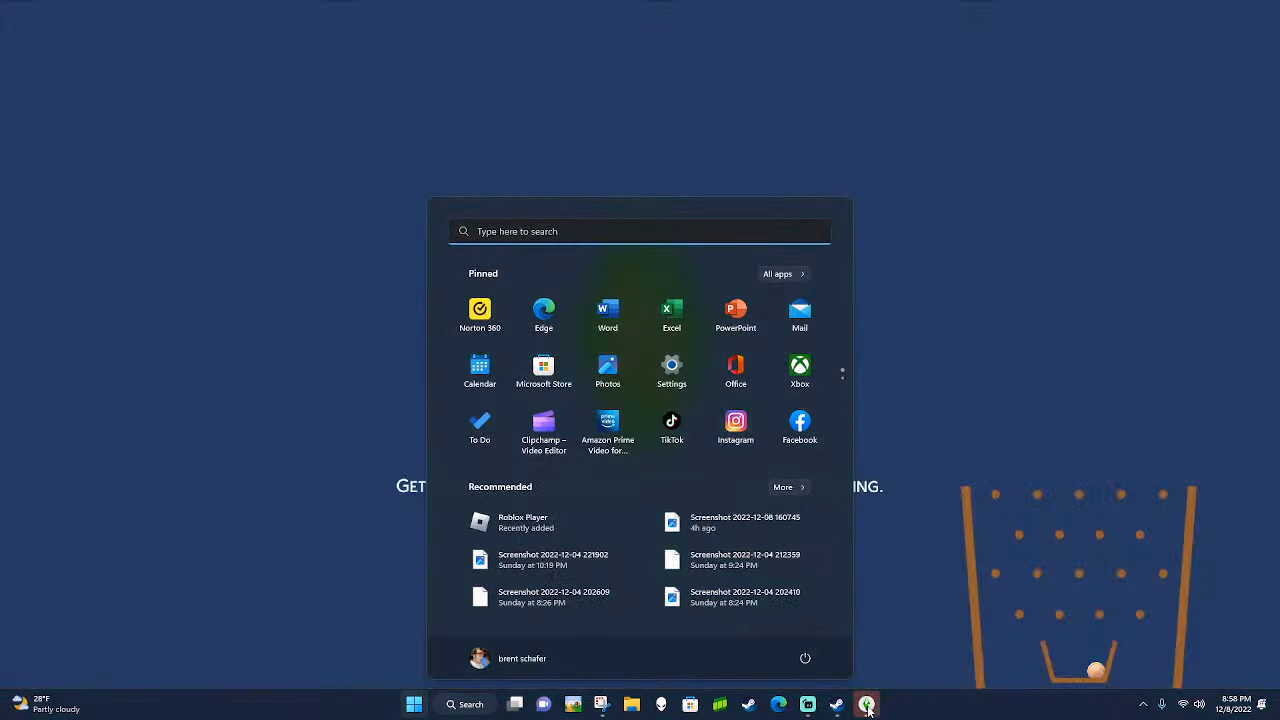 Type here to search
Pinned
All apps
Norton 360
Edge
Word
Excel
PowerPoint
Mail
Calendar
Microsoft Store
Photos
Settings
Office
Xbox
To Do
Clipchamp –
Video Editor
Amazon Prime
Video for...
TikTok
Instagram
Facebook
GET
ING.
Recommended
More
Roblox Player
Recently added
Screenshot 2022-12-08 160745
4h ago
Screenshot 2022-12-04 221902
Sunday at 10:19 PM
Screenshot 2022-12-04 212359
Sunday at 9:24 PM
Screenshot 2022-12-04 202609
Sunday at 8:26 PM
Screenshot 2022-12-04 202410
Sunday at 8:24 PM
brent schafer
28°F
Partly cloudy
Search
8:58 PM
12/8/2022